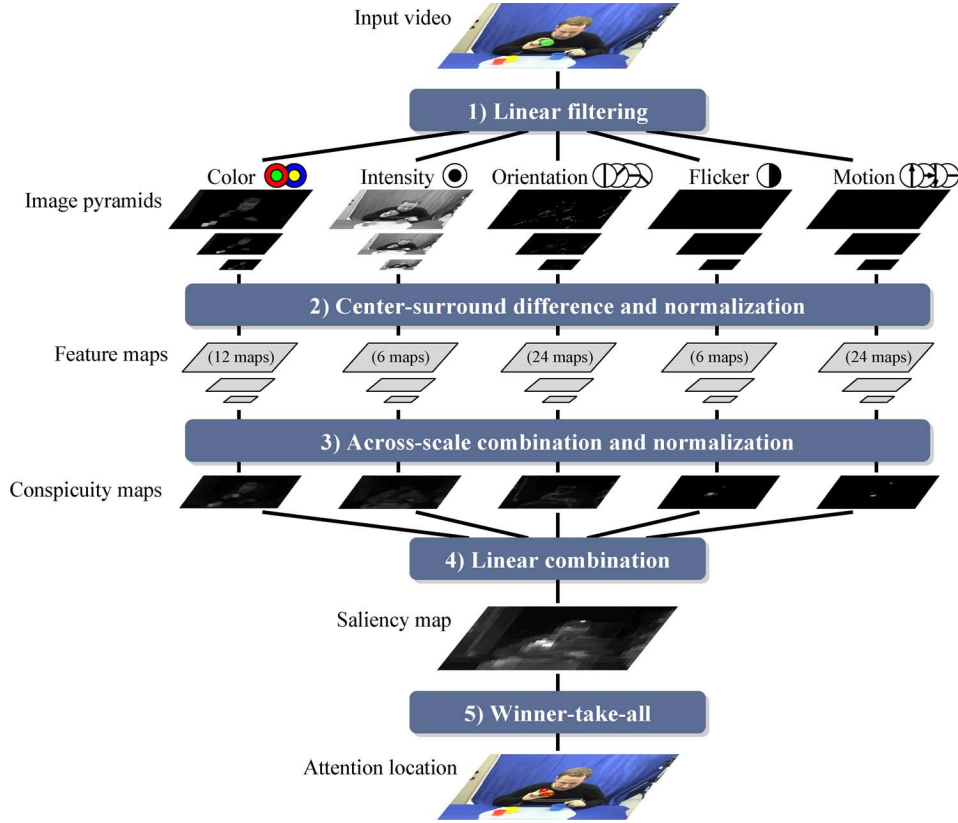 Input video
1) Linear filtering
Color
Intensity
Orientation
Flicker
Motion
Image pyramids
2) Center-surround difference and normalization
Feature maps
(12 maps)
(6 maps)
(24 maps)
(6 maps)
(24 maps)
3) Across-scale combination and normalization
Conspicuity maps
4) Linear combination
Saliency map
5) Winner-take-all
Attention location